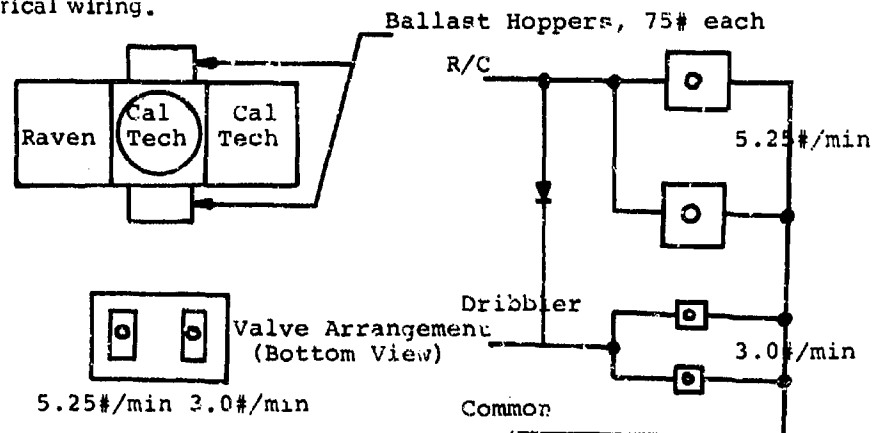 rical wiring.
Ballast Hoppers, 75# each
R/C
Raven
Cal Tech
Cal Tech
5.25#/min
Dribbler
Valve Arrangement
(Bottom View)
3.0#/min
5.25#/min 3.0#/min
Common